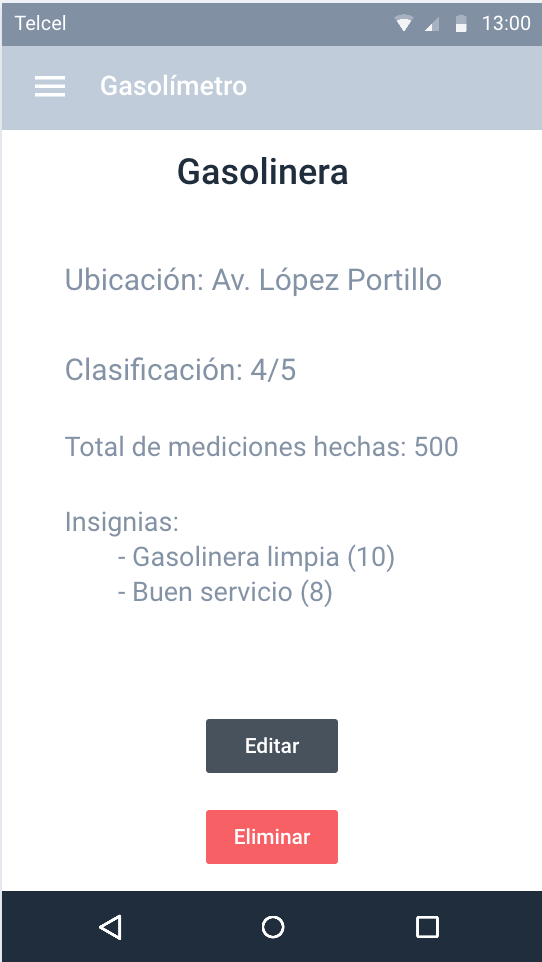 Telcel 13:00
Gasolímetro
Gasolinera
Ubicación: Av. López Portillo
Clasificación: 4/5
Total de mediciones hechas: 500
Insignias:
- Gasolinera limpia (10)
- Buen servicio (8)
Editar
Eliminar